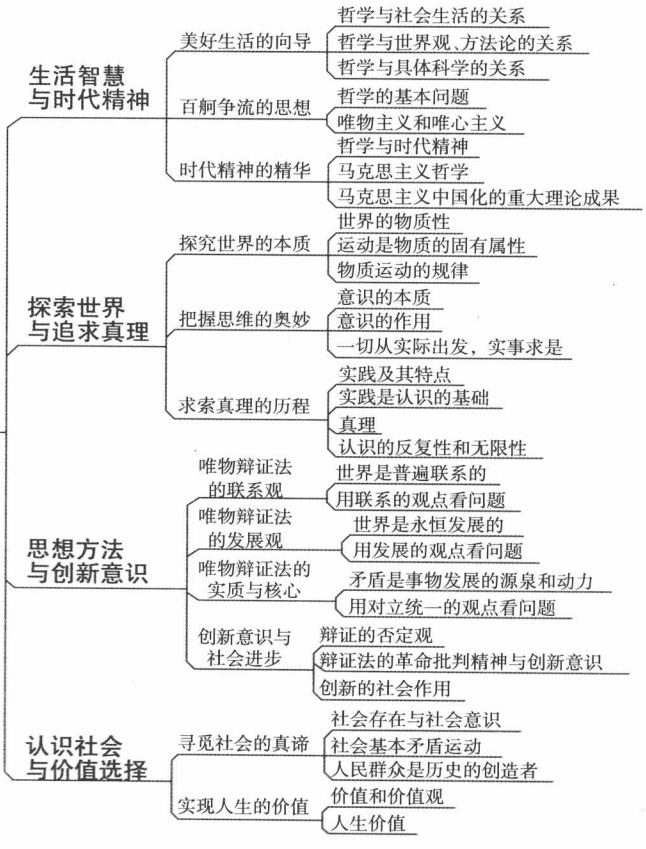 生活智慧
与时代精神
美好生活的向导
哲学与社会生活的关系
哲学与世界观、方法论的关系
哲学与具体科学的关系
百舸争流的思想
哲学的基本问题
唯物主义和唯心主义
时代精神的精华
哲学与时代精神
马克思主义哲学
马克思主义中国化的重大理论成果
探索世界
与追求真理
探究世界的本质
世界的物质性
运动是物质的固有属性
物质运动的规律
把握思维的奥妙
意识的本质
意识的作用
一切从实际出发，实事求是
求索真理的历程
实践及其特点
实践是认识的基础
真理
认识的反复性和无限性
思想方法
与创新意识
唯物辩证法
的联系观
世界是普遍联系的
用联系的观点看问题
唯物辩证法
的发展观
世界是永恒发展的
用发展的观点看问题
唯物辩证法的
实质与核心
矛盾是事物发展的源泉和动力
用对立统一的观点看问题
创新意识与
社会进步
辩证的否定观
辩证法的革命批判精神与创新意识
创新的社会作用
认识社会
与价值选择
寻觅社会的真谛
社会存在与社会意识
社会基本矛盾运动
人民群众是历史的创造者
实现人生的价值
价值和价值观
人生价值